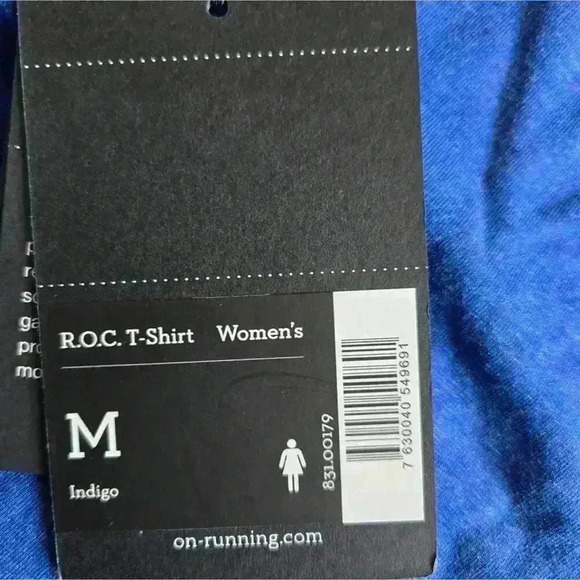 R.O.C. T-Shirt Women's
M
Indigo
831.00179
7 630040 549691
on-running.com